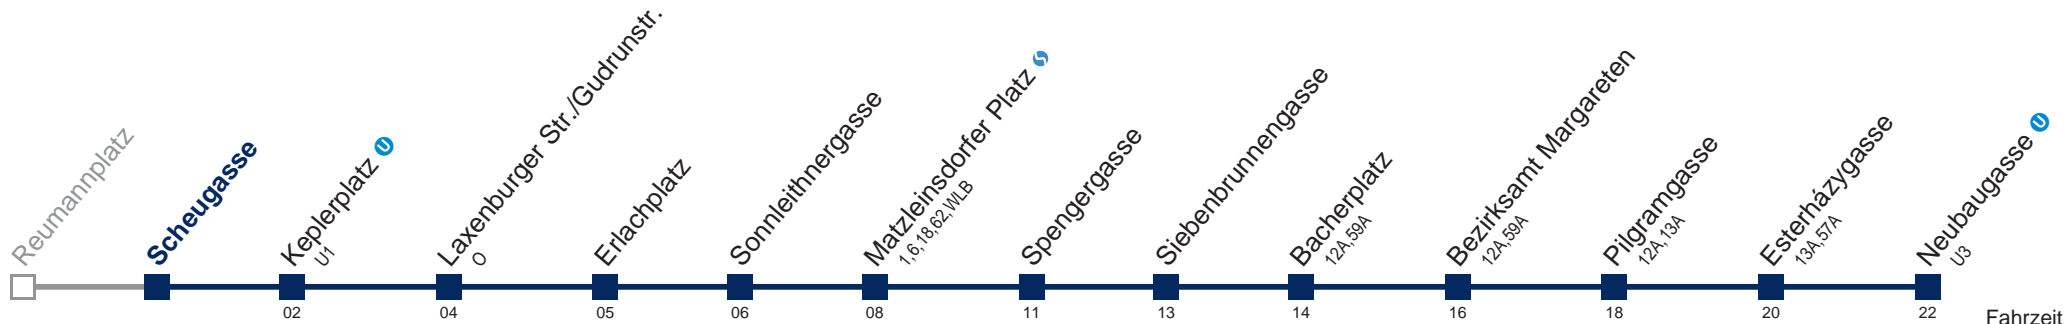 Reumannplatz
Scheugasse
Keplerplatz U
U1
Laxenburger Str./Gudrunstr.
O
Erlachplatz
Sonnleithnergasse
Matzleinsdorfer Platz S
1,6,18,62,WLB
Spengergasse
Siebenbrunnengasse
Bacherplatz
12A,59A
Bezirksamt Margareten
12A,59A
Pilgramgasse
12A,13A
Esterházygasse
13A,57A
Neubaugasse U
U3
02 04 05 06 08 11 13 14 16 18 20 22 Fahrzeit